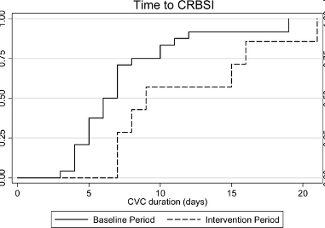 Time to CRBSI
1.00
0.75
0.50
0.25
0.00
0 5 10 15 20
CVC duration (days)
Baseline Period Intervention Period